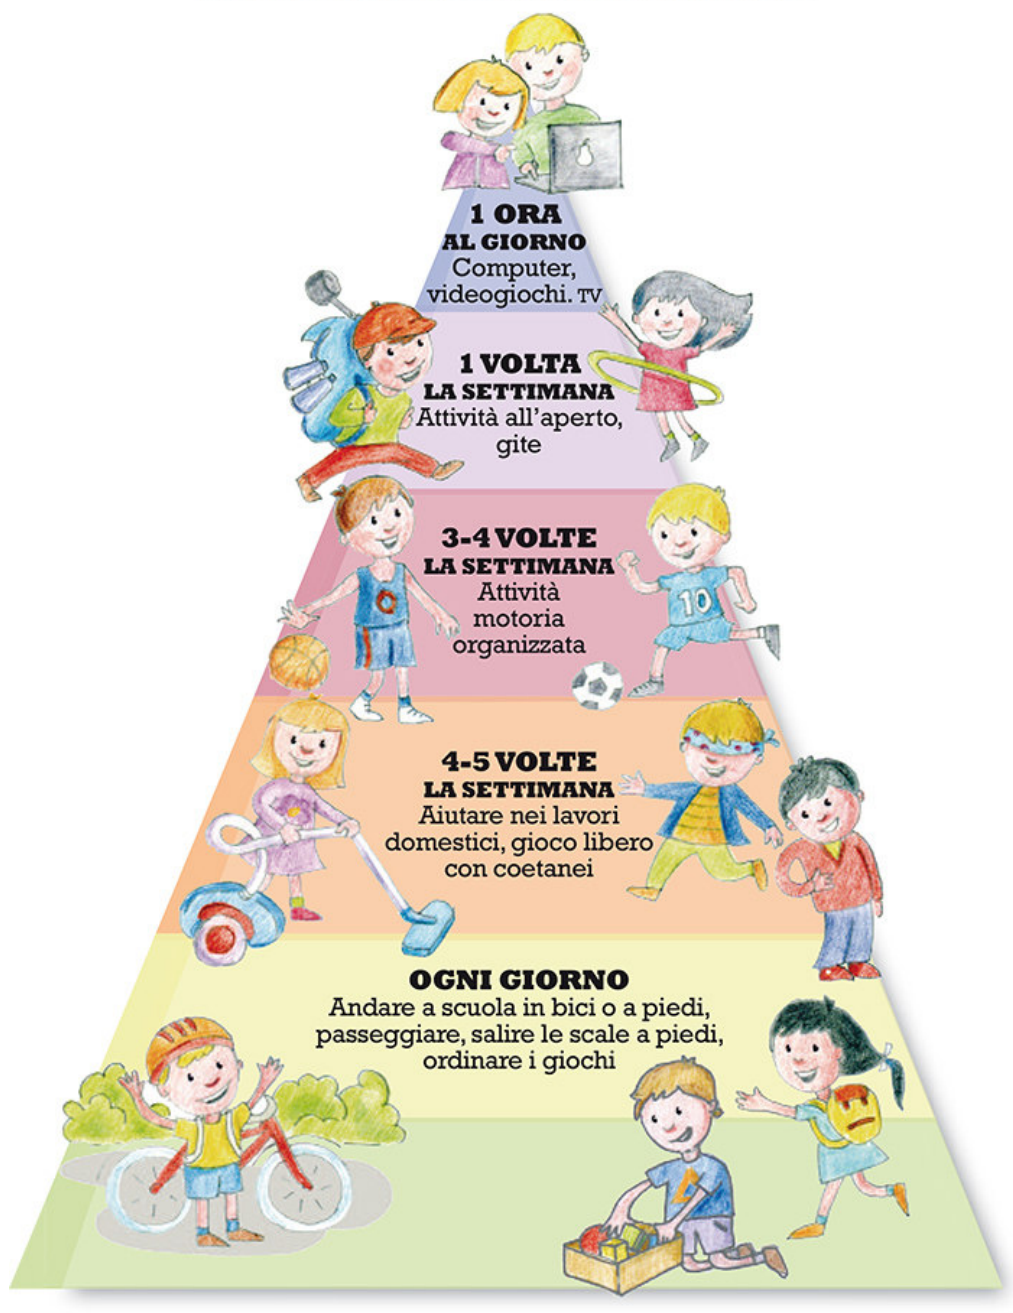 1 ORA
AL GIORNO
Computer,
videogiochi. TV
1 VOLTA
LA SETTIMANA
Attività all'aperto,
gite
3-4 VOLTE
LA SETTIMANA
Attività
motoria
organizzata
10
4-5 VOLTE
LA SETTIMANA
Aiutare nei lavori
domestici, gioco libero
con coetanei
OGNI GIORNO
Andare a scuola in bici o a piedi,
passeggiare, salire le scale a piedi,
ordinare i giochi